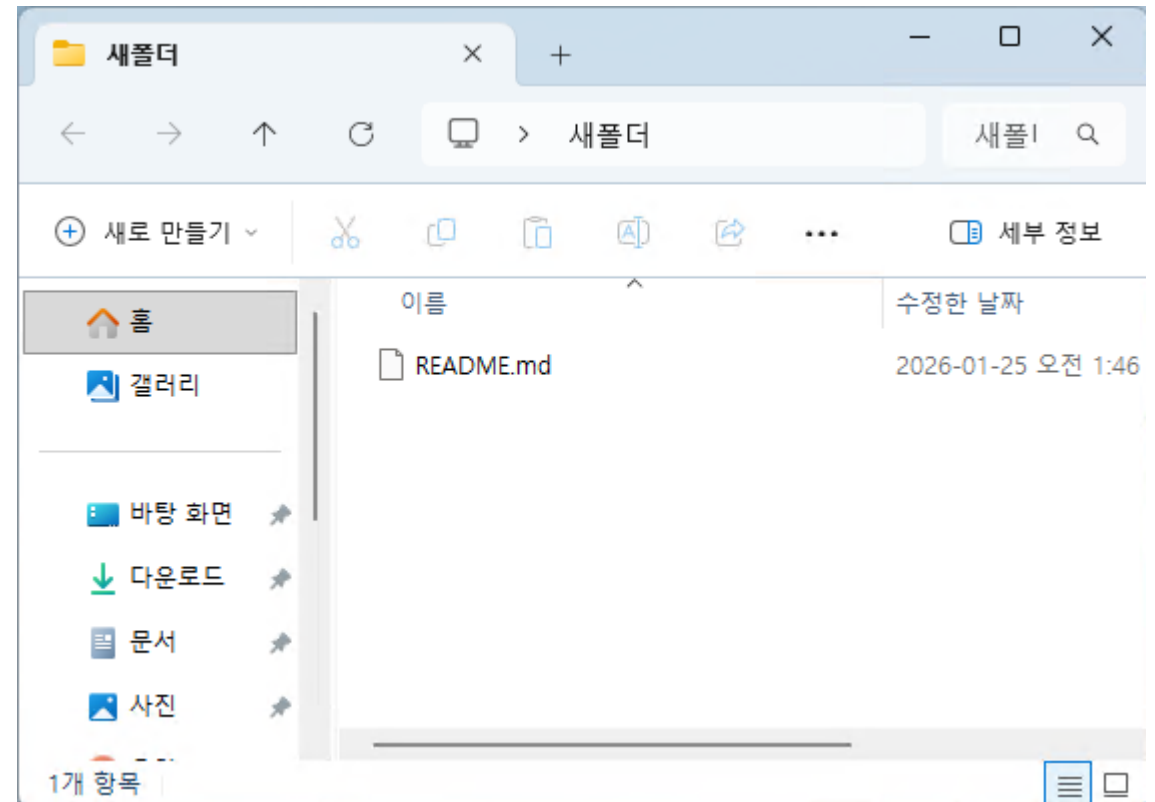 새폴더
새폴더
새폴
새로 만들기
세부 정보
이름
수정한 날짜
홈
README.md
2026-01-25 오전 1:46
갤러리
바탕 화면
다운로드
문서
사진
1개 항목